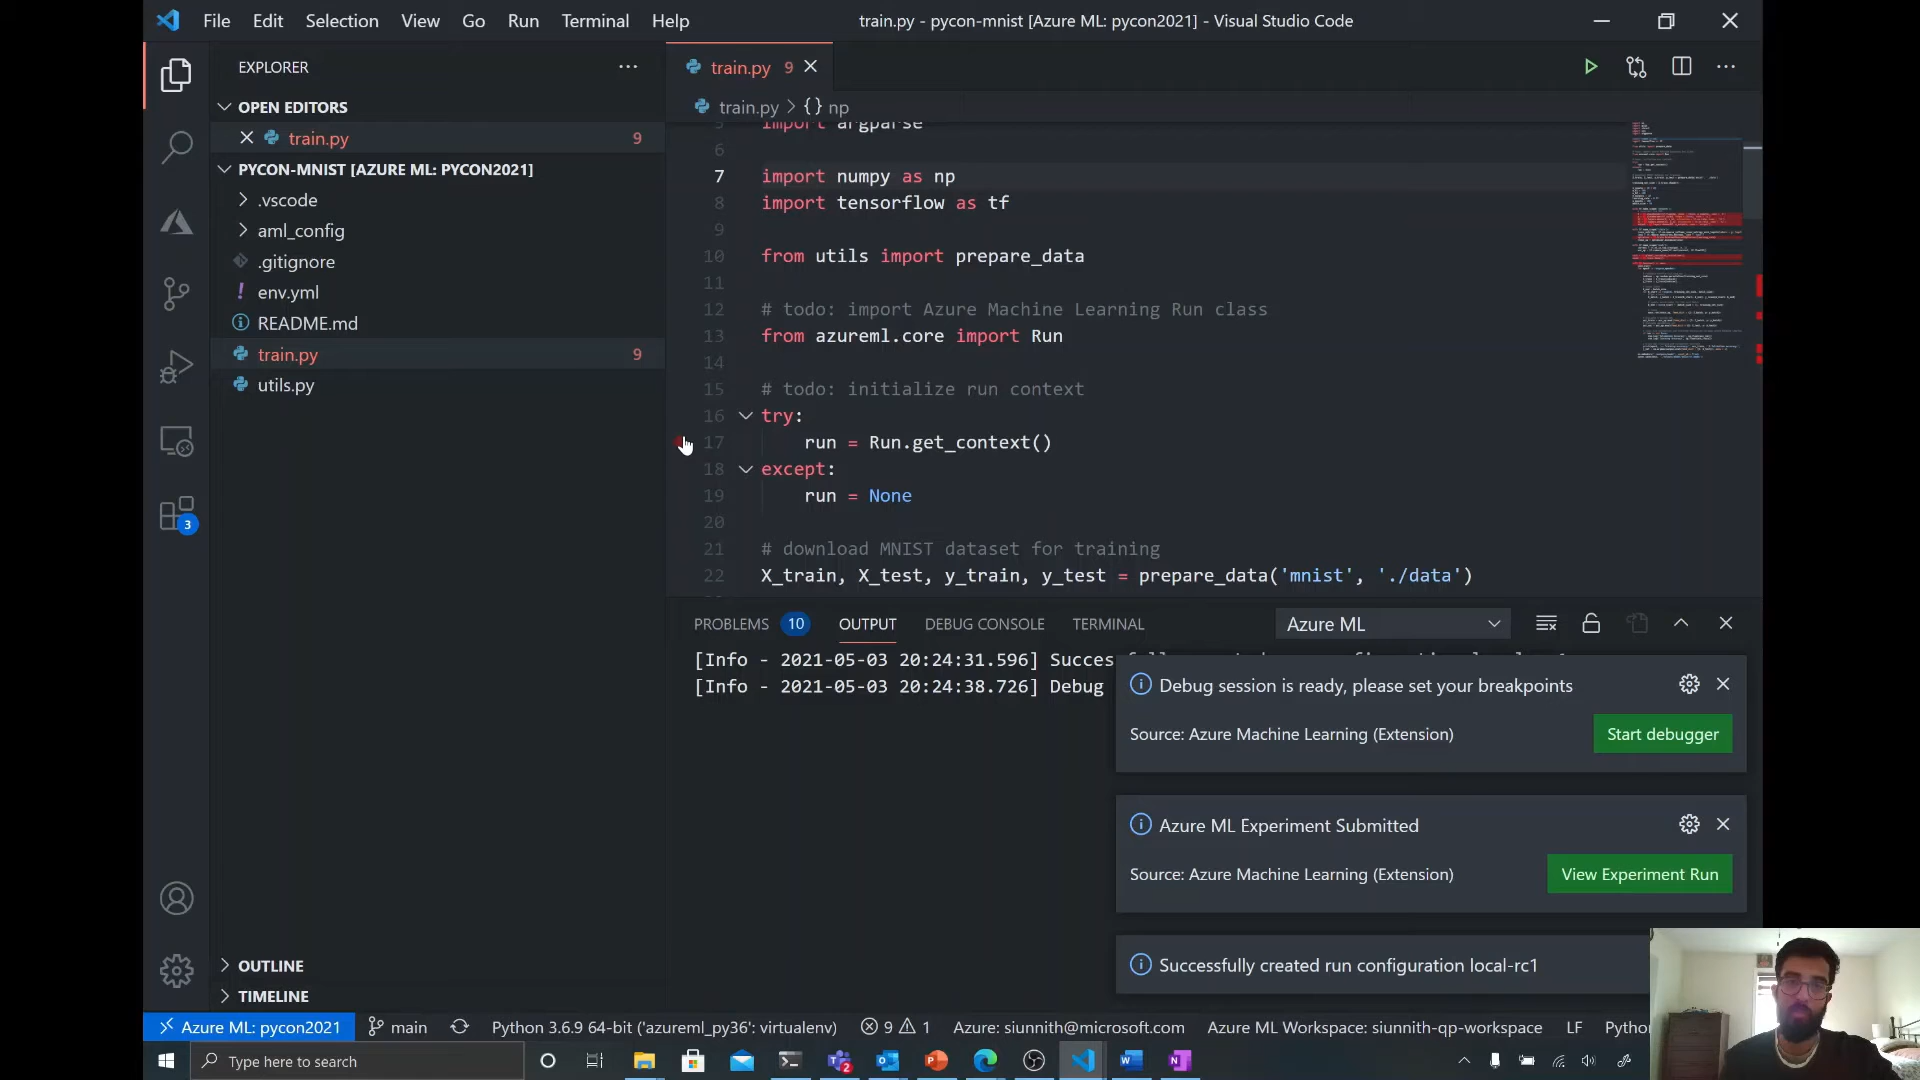 File Edit Selection View Go Run Terminal Help
train.py - pycon-mnist [Azure ML: pycon2021] - Visual Studio Code
EXPLORER
OPEN EDITORS
train.py 9
PYCON-MNIST [AZURE ML: PYCON2021]
.vscode
aml_config
.gitignore
env.yml
README.md
train.py 9
utils.py
OUTLINE
TIMELINE
3
train.py 9
train.py > {} np
5 import argparse
6
7 import numpy as np
8 import tensorflow as tf
9
10 from utils import prepare_data
11
12 # todo: import Azure Machine Learning Run class
13 from azureml.core import Run
14
15 # todo: initialize run context
16 try:
17 run = Run.get_context()
18 except:
19 run = None
20
21 # download MNIST dataset for training
22 X_train, X_test, y_train, y_test = prepare_data('mnist', './data')
PROBLEMS 10 OUTPUT DEBUG CONSOLE TERMINAL Azure ML
[Info - 2021-05-03 20:24:31.596] Succes
[Info - 2021-05-03 20:24:38.726] Debug
Debug session is ready, please set your breakpoints
Source: Azure Machine Learning (Extension) Start debugger
Azure ML Experiment Submitted
Source: Azure Machine Learning (Extension) View Experiment Run
Successfully created run configuration local-rc1
Azure ML: pycon2021 main Python 3.6.9 64-bit ('azureml_py36': virtualenv) 9 1 Azure: siunnith@microsoft.com Azure ML Workspace: siunnith-qp-workspace LF
Type here to search
2